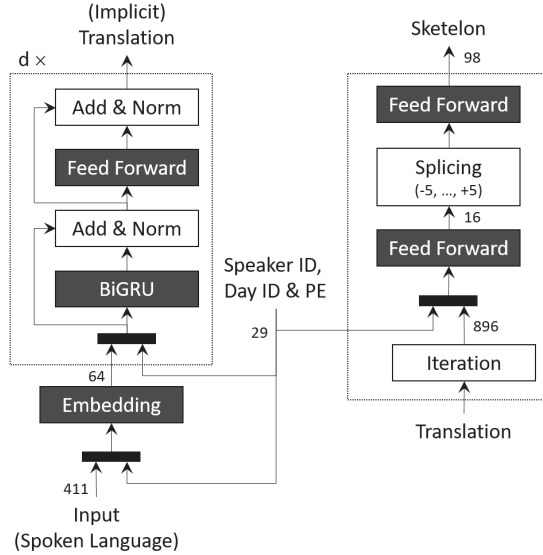 (Implicit)
Translation
d ×
Add & Norm
Feed Forward
Add & Norm
BiGRU
64
Embedding
411
Input
(Spoken Language)
Speaker ID,
Day ID & PE
29
Sketelon
98
Feed Forward
Splicing
(-5, ..., +5)
16
Feed Forward
896
Iteration
Translation